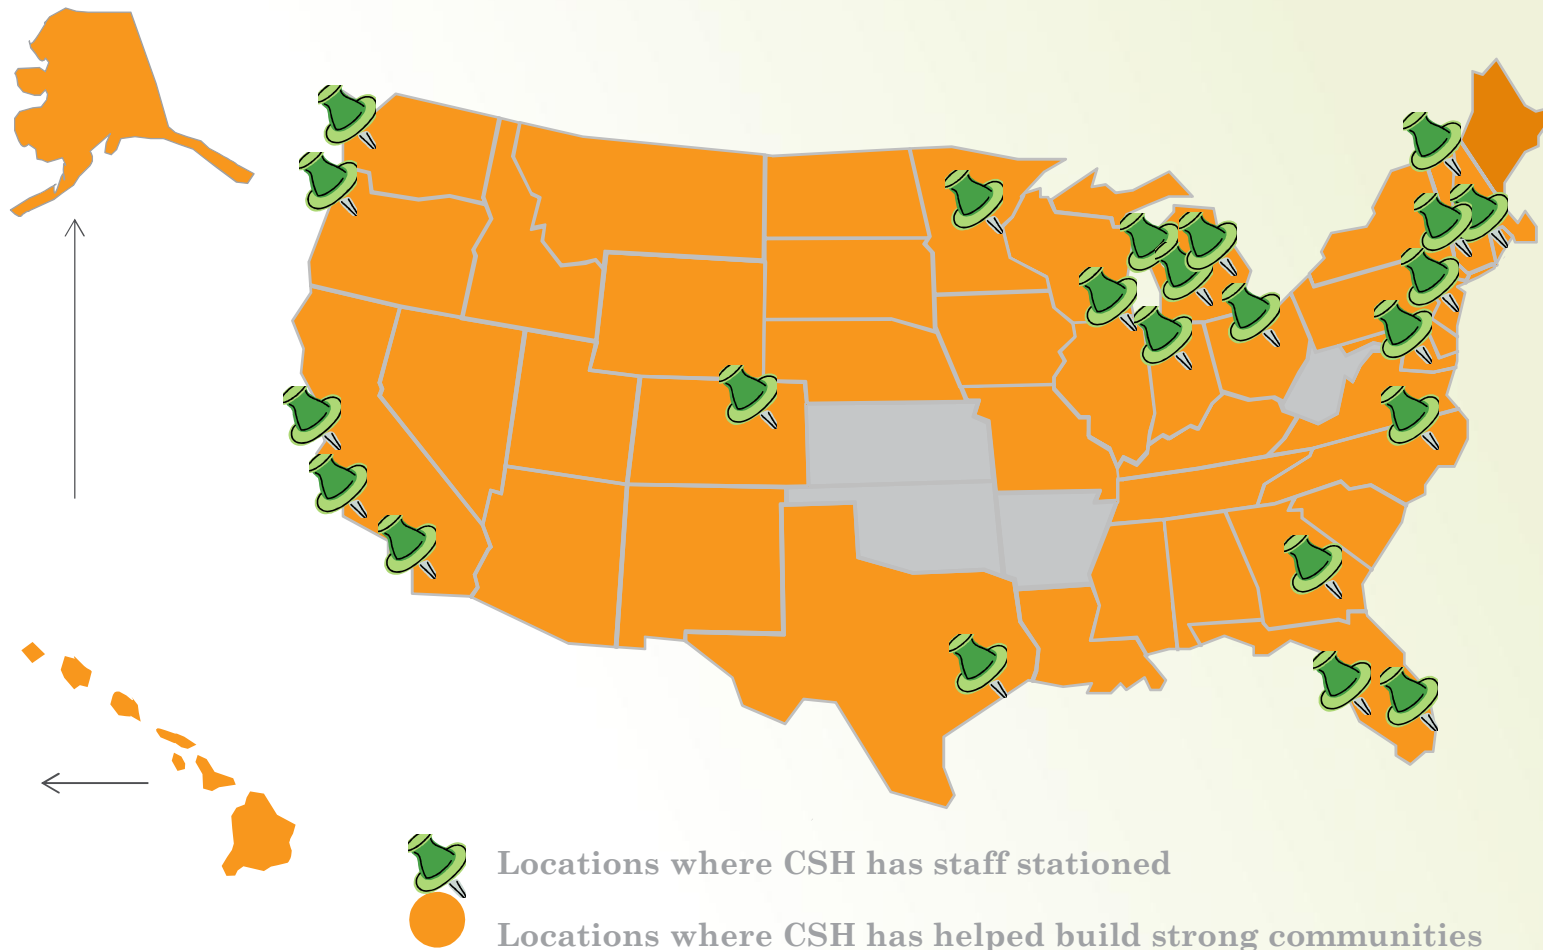 Locations where CSH has staff stationed
Locations where CSH has helped build strong communities